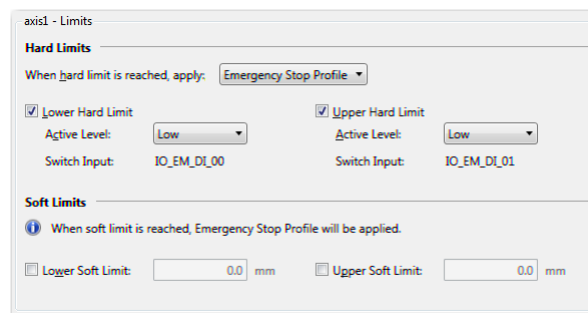 axis1 - Limits
Hard Limits
When hard limit is reached, apply: Emergency Stop Profile
Lower Hard Limit Upper Hard Limit
Active Level: Low Active Level: Low
Switch Input: IO_EM_DI_00 Switch Input: IO_EM_DI_01
Soft Limits
When soft limit is reached, Emergency Stop Profile will be applied.
Lower Soft Limit: 0.0 mm Upper Soft Limit: 0.0 mm